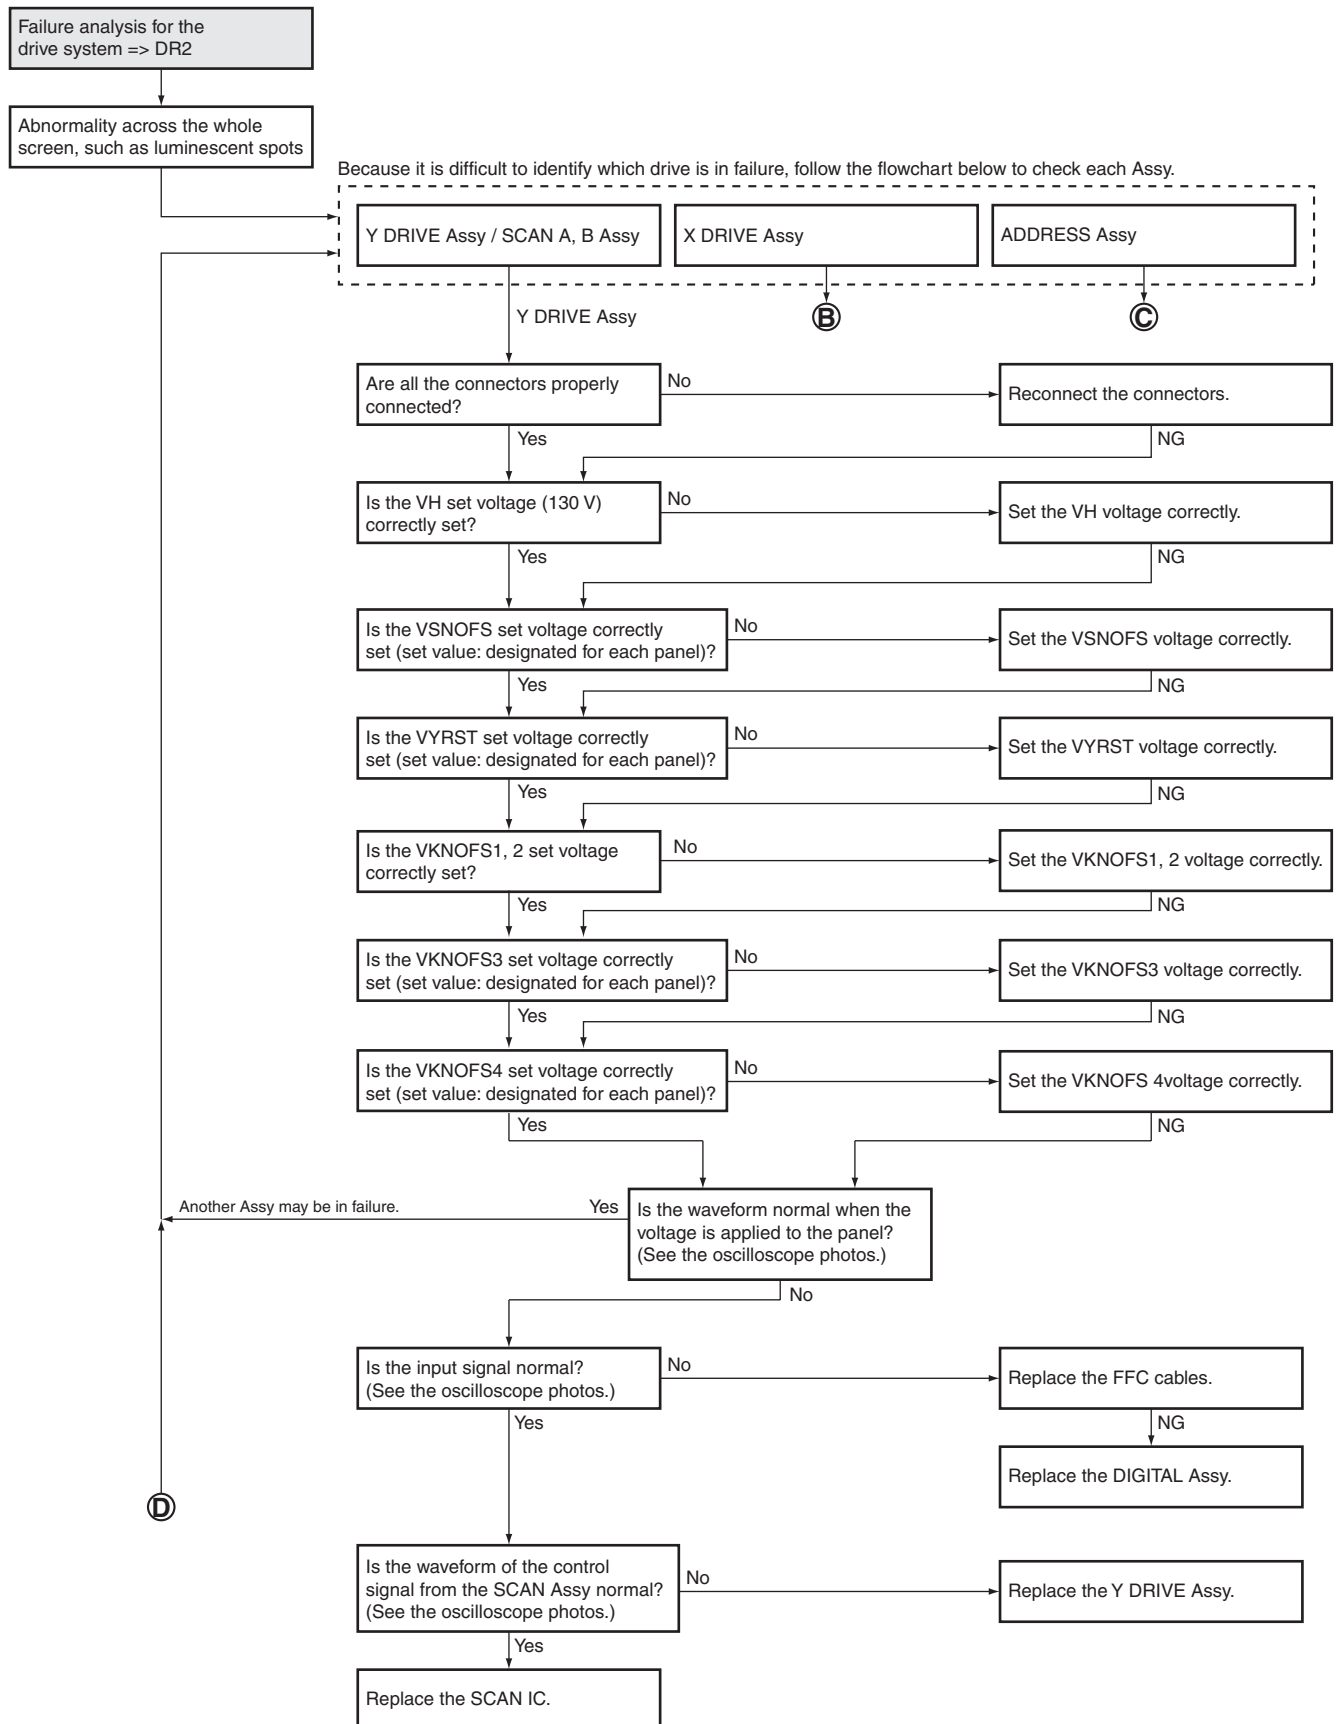 Failure analysis for the
drive system => DR2
Abnormality across the whole
screen, such as luminescent spots
Because it is difficult to identify which drive is in failure, follow the flowchart below to check each Assy.
Y DRIVE Assy / SCAN A, B Assy
X DRIVE Assy
ADDRESS Assy
Y DRIVE Assy
B
C
Are all the connectors properly
connected?
No
Reconnect the connectors.
Yes
NG
Is the VH set voltage (130 V)
correctly set?
No
Set the VH voltage correctly.
Yes
NG
Is the VSNOFS set voltage correctly
set (set value: designated for each panel)?
No
Set the VSNOFS voltage correctly.
Yes
NG
Is the VYRST set voltage correctly
set (set value: designated for each panel)?
No
Set the VYRST voltage correctly.
Yes
NG
Is the VKNOFS1, 2 set voltage
correctly set?
No
Set the VKNOFS1, 2 voltage correctly.
Yes
NG
Is the VKNOFS3 set voltage correctly
set (set value: designated for each panel)?
No
Set the VKNOFS3 voltage correctly.
Yes
NG
Is the VKNOFS4 set voltage correctly
set (set value: designated for each panel)?
No
Set the VKNOFS 4voltage correctly.
Yes
NG
Another Assy may be in failure.
Yes
Is the waveform normal when the
voltage is applied to the panel?
(See the oscilloscope photos.)
No
Is the input signal normal?
(See the oscilloscope photos.)
No
Replace the FFC cables.
Yes
NG
Replace the DIGITAL Assy.
D
Is the waveform of the control
signal from the SCAN Assy normal?
(See the oscilloscope photos.)
No
Replace the Y DRIVE Assy.
Yes
Replace the SCAN IC.